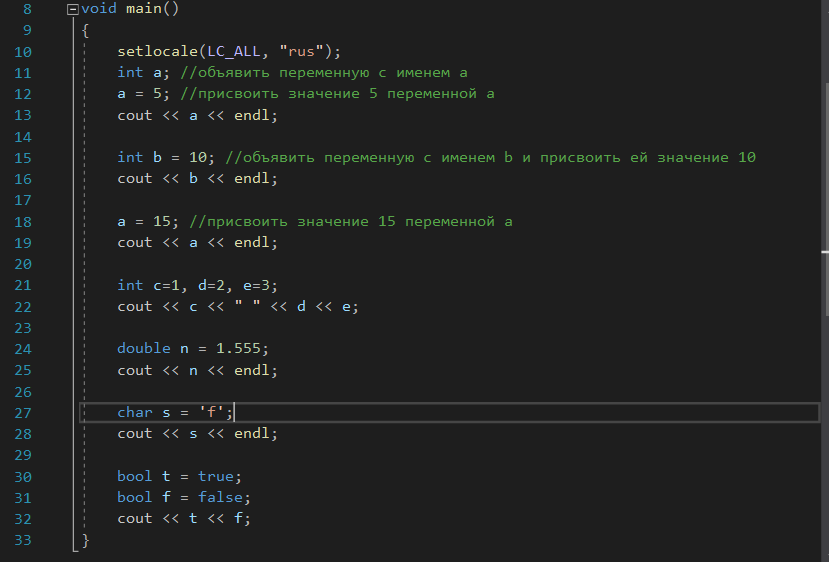 8 void main()
9 {
10 setlocale(LC_ALL, "rus");
11 int a; //объявить переменную с именем a
12 a = 5; //присвоить значение 5 переменной a
13 cout << a << endl;
14
15 int b = 10; //объявить переменную с именем b и присвоить ей значение 10
16 cout << b << endl;
17
18 a = 15; //присвоить значение 15 переменной a
19 cout << a << endl;
20
21 int c=1, d=2, e=3;
22 cout << c << " " << d << e;
23
24 double n = 1.555;
25 cout << n << endl;
26
27 char s = 'f';
28 cout << s << endl;
29
30 bool t = true;
31 bool f = false;
32 cout << t << f;
33 }